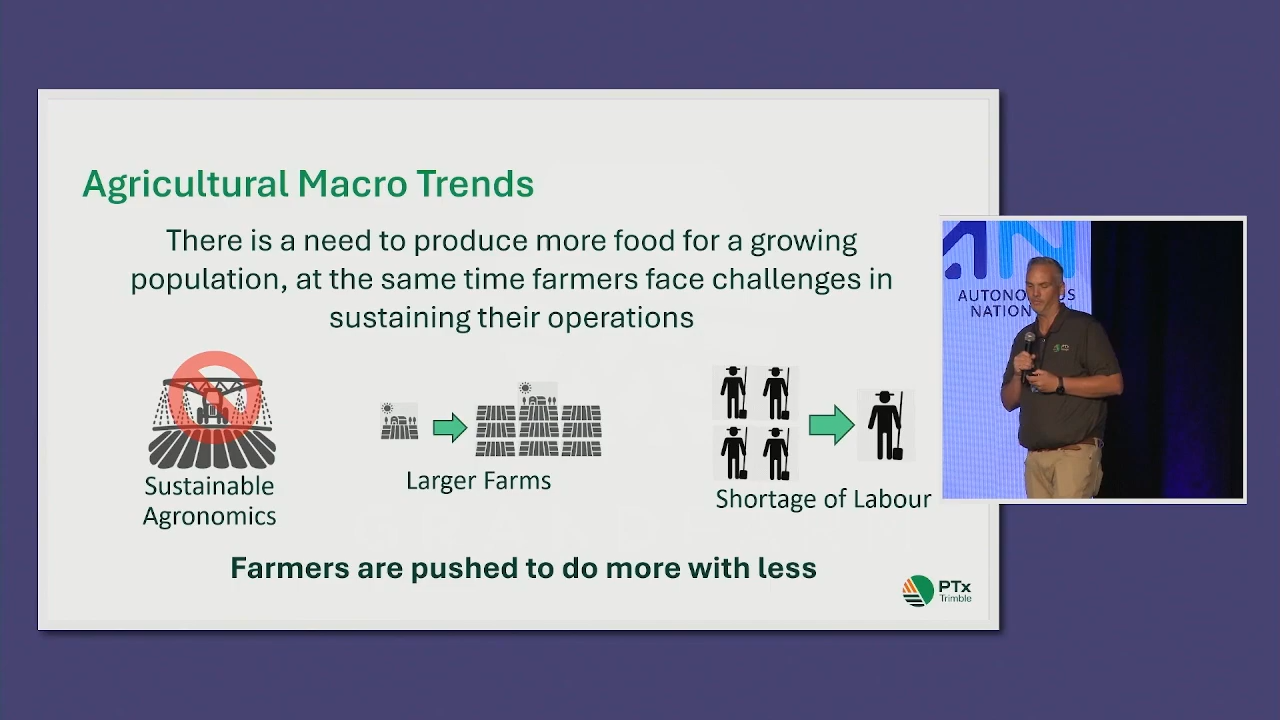 Agricultural Macro Trends
There is a need to produce more food for a growing
population, at the same time farmers face challenges in
sustaining their operations
Sustainable
Agronomics
Larger Farms
Shortage of Labour
Farmers are pushed to do more with less
PTx
Trimble
AN
NATION
PTx